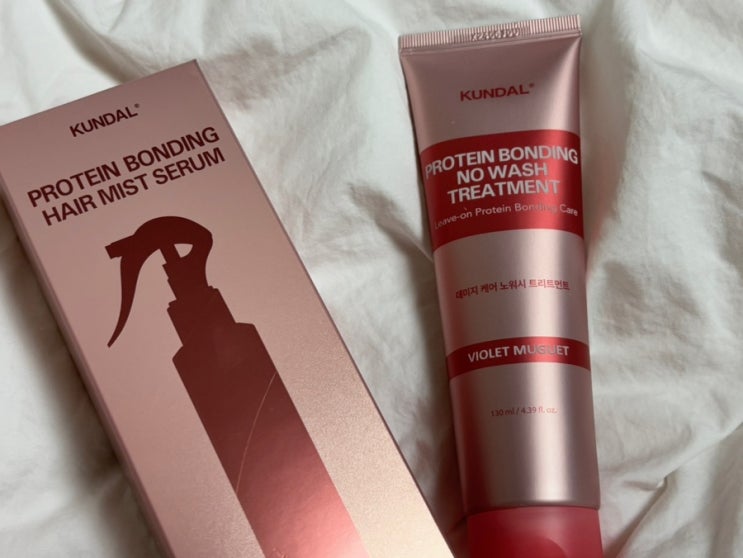 KUNDAL®
PROTEIN BONDING
HAIR MIST SERUM
KUNDAL®
PROTEIN BONDING
NO WASH
TREATMENT
Leave-on Protein Bonding Care
데미지 케어 노워시 트리트먼트
VIOLET MUGUET
130 ml / 4.39 fl. oz.